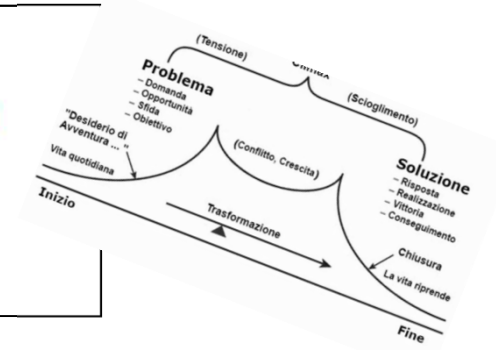 (Tensione)
Climax
(Scioglimento)
Problema
– Domanda
– Opportunità
– Sfida
– Obiettivo
"Desiderio di
Avventura ... "
Vita quotidiana
(Conflitto, Crescita)
Soluzione
– Risposta
– Realizzazione
– Vittoria
– Conseguimento
Trasformazione
Chiusura
La vita riprende
Inizio
Fine